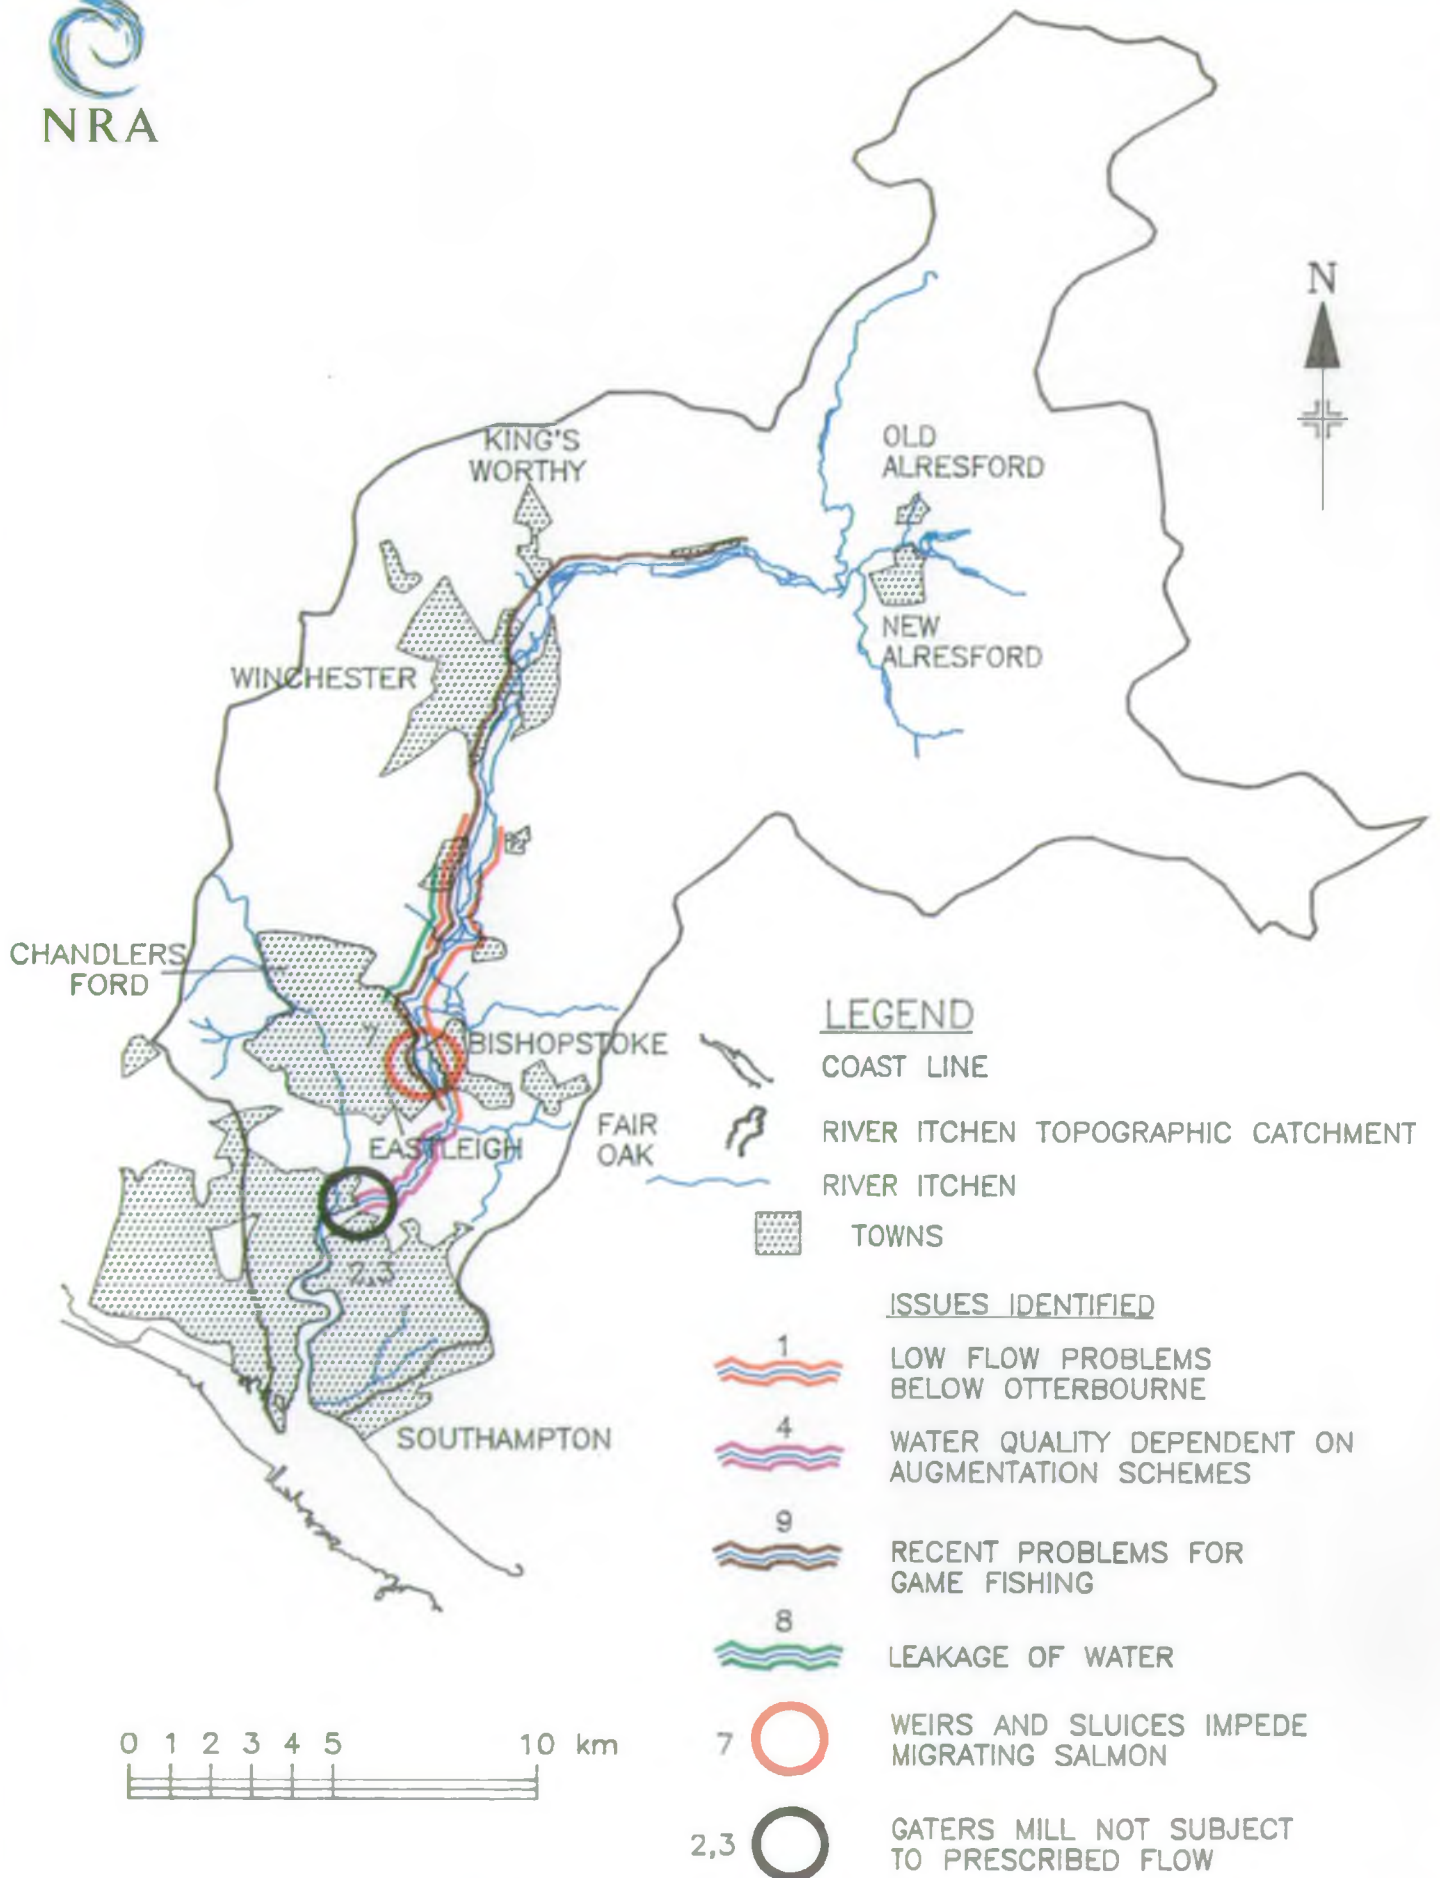 NRA
N
KING'S
WORTHY
OLD
ALRESFORD
NEW
ALRESFORD
WINCHESTER
CHANDLERS
FORD
7
BISHOPSTOKE
FAIR
OAK
EASTLEIGH
2,3
SOUTHAMPTON
LEGEND
COAST LINE
RIVER ITCHEN TOPOGRAPHIC CATCHMENT
RIVER ITCHEN
TOWNS
ISSUES IDENTIFIED
1
LOW FLOW PROBLEMS
BELOW OTTERBOURNE
4
WATER QUALITY DEPENDENT ON
AUGMENTATION SCHEMES
9
RECENT PROBLEMS FOR
GAME FISHING
8
LEAKAGE OF WATER
7
WEIRS AND SLUICES IMPEDE
MIGRATING SALMON
2,3
GATERS MILL NOT SUBJECT
TO PRESCRIBED FLOW
0 1 2 3 4 5 10 km